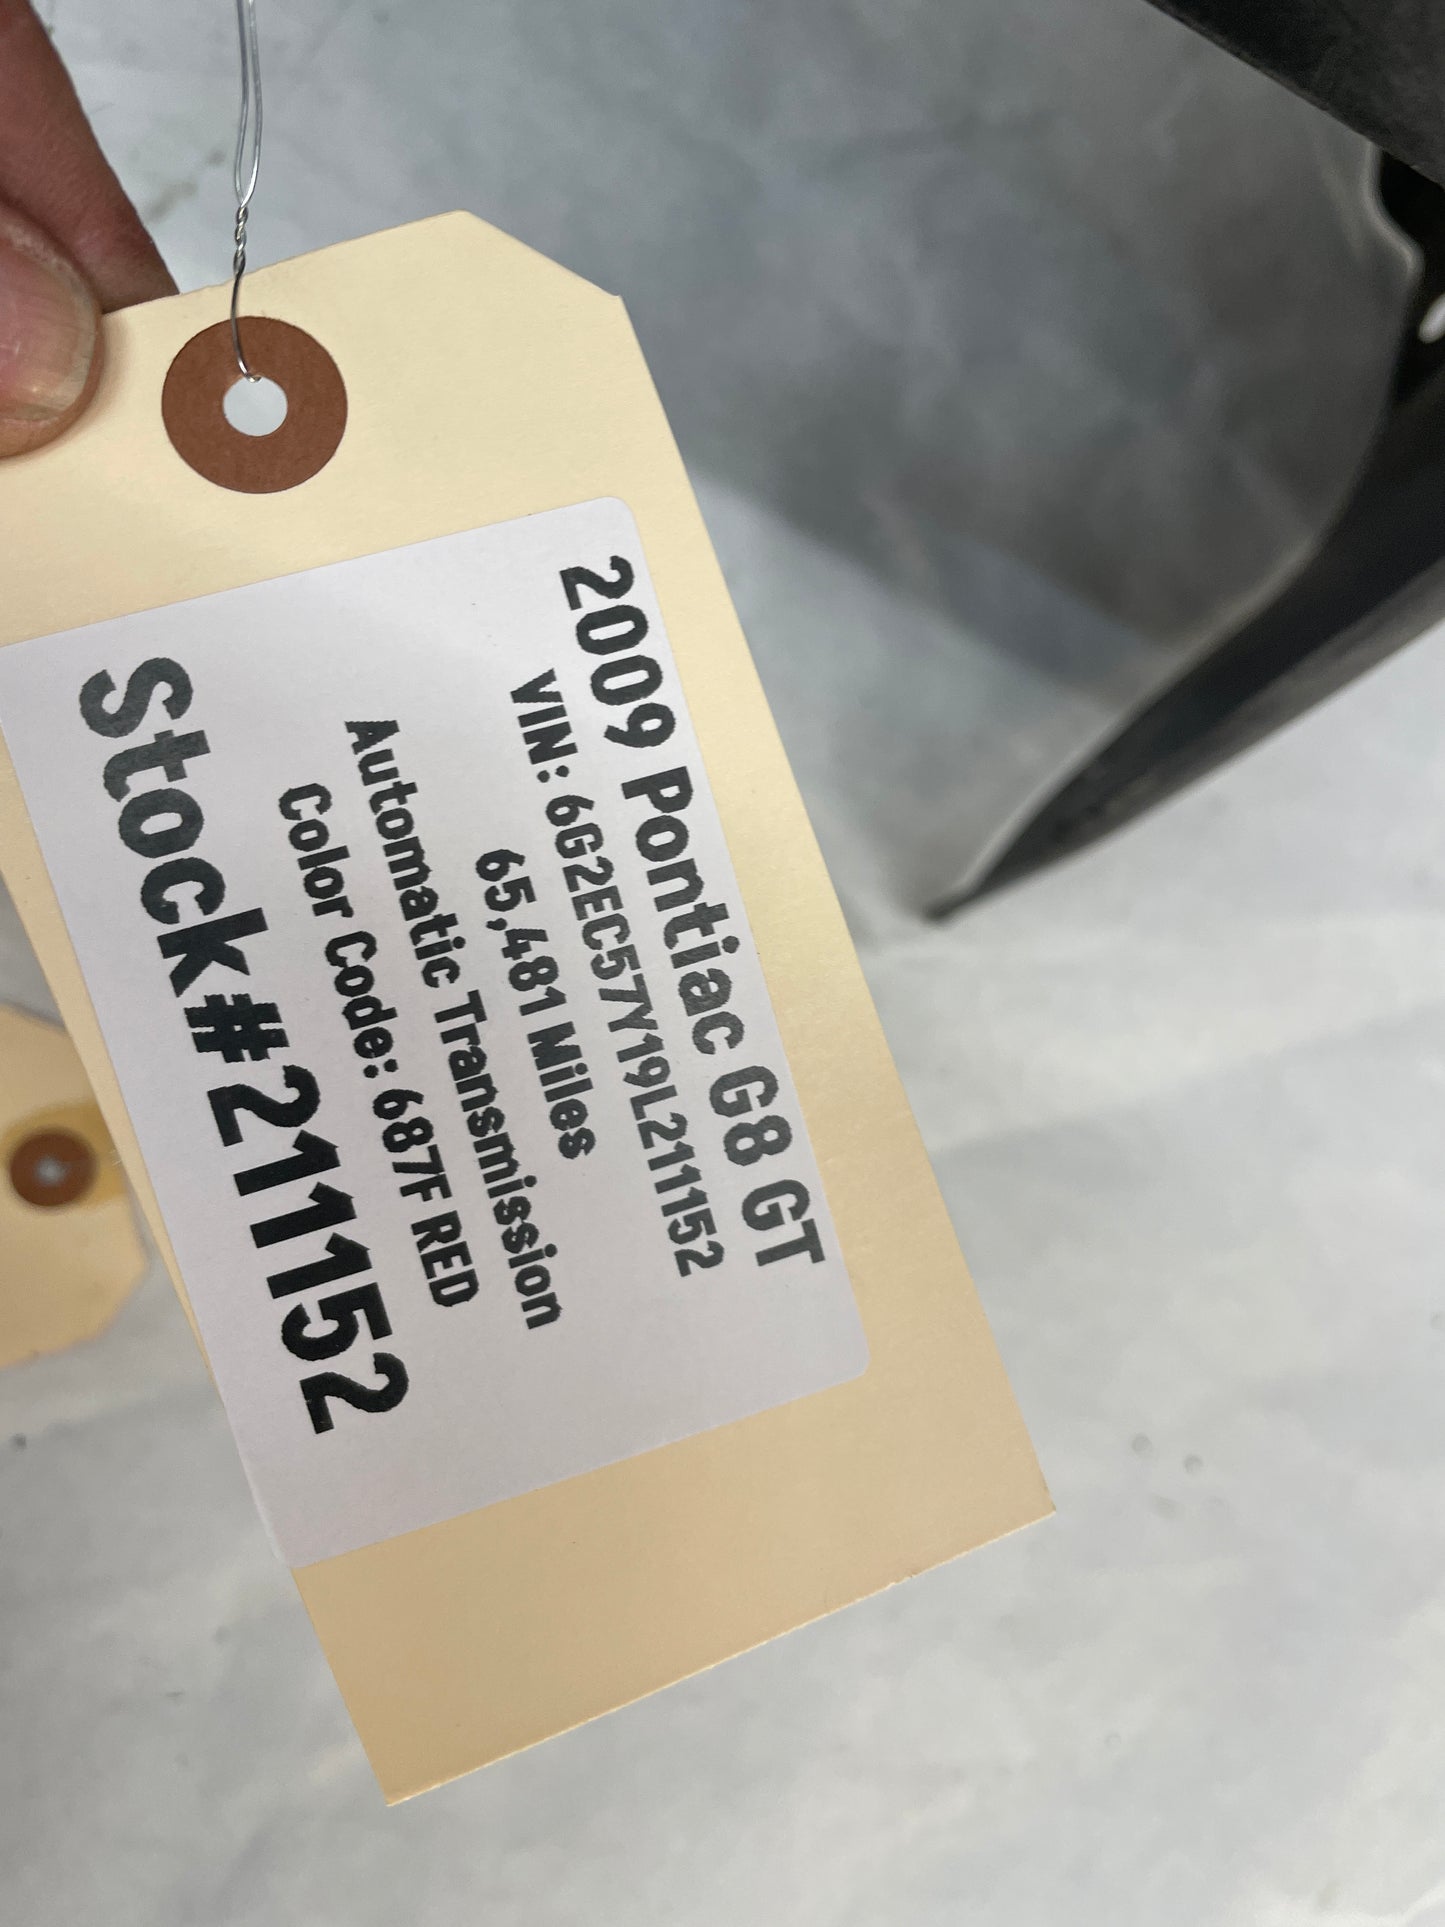 2009 Pontiac G8 GT
VIN: 6G2EC57Y19L211152
65,481 Miles
Automatic Transmission
Color Code: 687F RED
Stock#211152